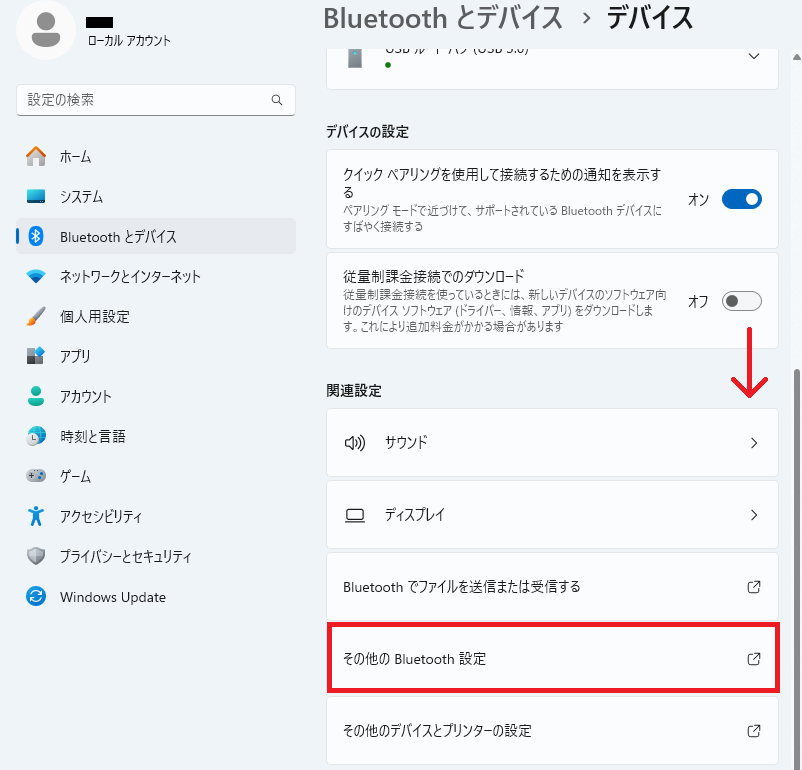 Bluetooth とデバイス › デバイス
ローカル アカウント
設定の検索
ホーム
システム
Bluetooth とデバイス
ネットワークとインターネット
個人用設定
アプリ
アカウント
時刻と言語
ゲーム
アクセシビリティ
プライバシーとセキュリティ
Windows Update
USB ルート ハブ (USB 3.0)
デバイスの設定
クイック ペアリングを使用して接続するための通知を表示す
る
ペアリング モードで近づけて、サポートされている Bluetooth デバイスに
すばやく接続する
オン
従量制課金接続でのダウンロード
従量制課金接続を使っているときには、新しいデバイスのソフトウェア向
けのデバイス ソフトウェア (ドライバー、情報、アプリ) をダウンロードしま
す。これにより追加料金がかかる場合があります
オフ
関連設定
サウンド
ディスプレイ
Bluetooth でファイルを送信または受信する
その他の Bluetooth 設定
その他のデバイスとプリンターの設定